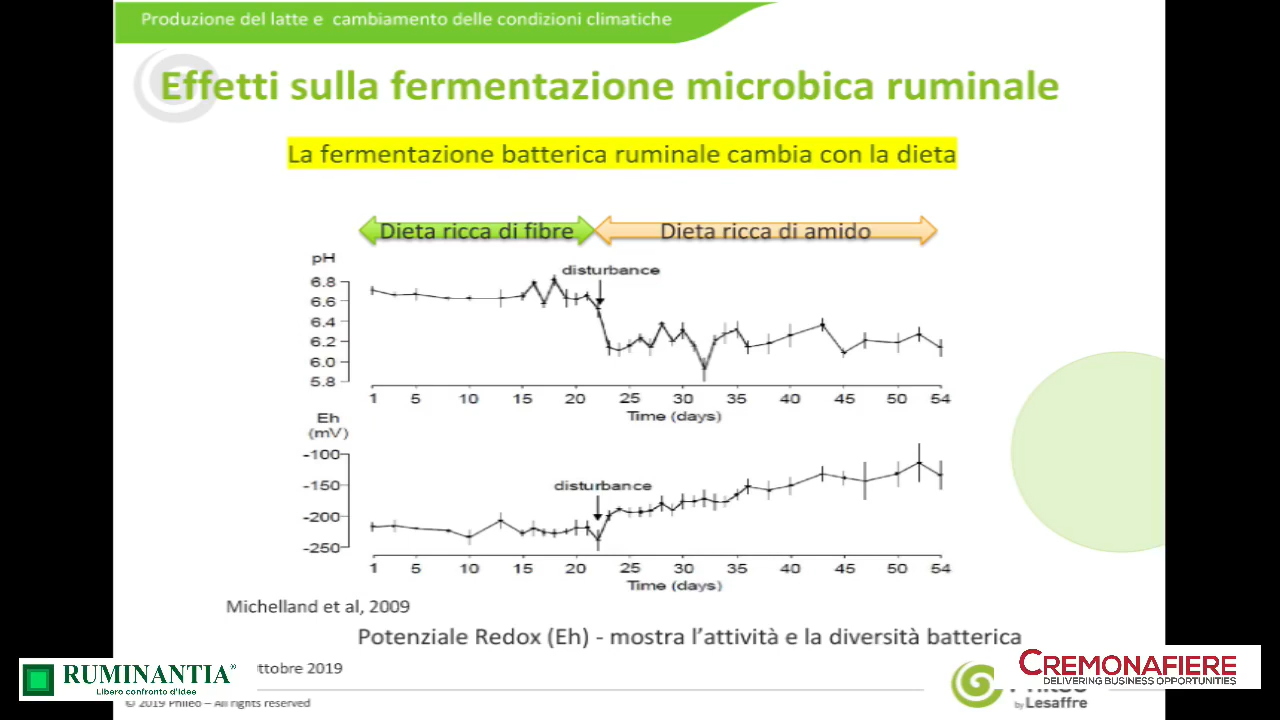 Produzione del latte e cambiamento delle condizioni climatiche
Effetti sulla fermentazione microbica ruminale
La fermentazione batterica ruminale cambia con la dieta
Dieta ricca di fibre Dieta ricca di amido
pH
disturbance
6.8
6.6
6.4
6.2
6.0
5.8
1 5 10 15 20 25 30 35 40 45 50 54
Time (days)
Eh
(mV)
-100
-150
disturbance
-200
-250
1 5 10 15 20 25 30 35 40 45 50 54
Time (days)
Michelland et al, 2009
Potenziale Redox (Eh) - mostra l'attività e la diversità batterica
RUMINANTIA®
Libero confronto d'Idee
ttobre 2019
CREMONAFIERE
DELIVERING BUSINESS OPPORTUNITIES
by Lesaffre
© 2019 Phileo – All rights reserved